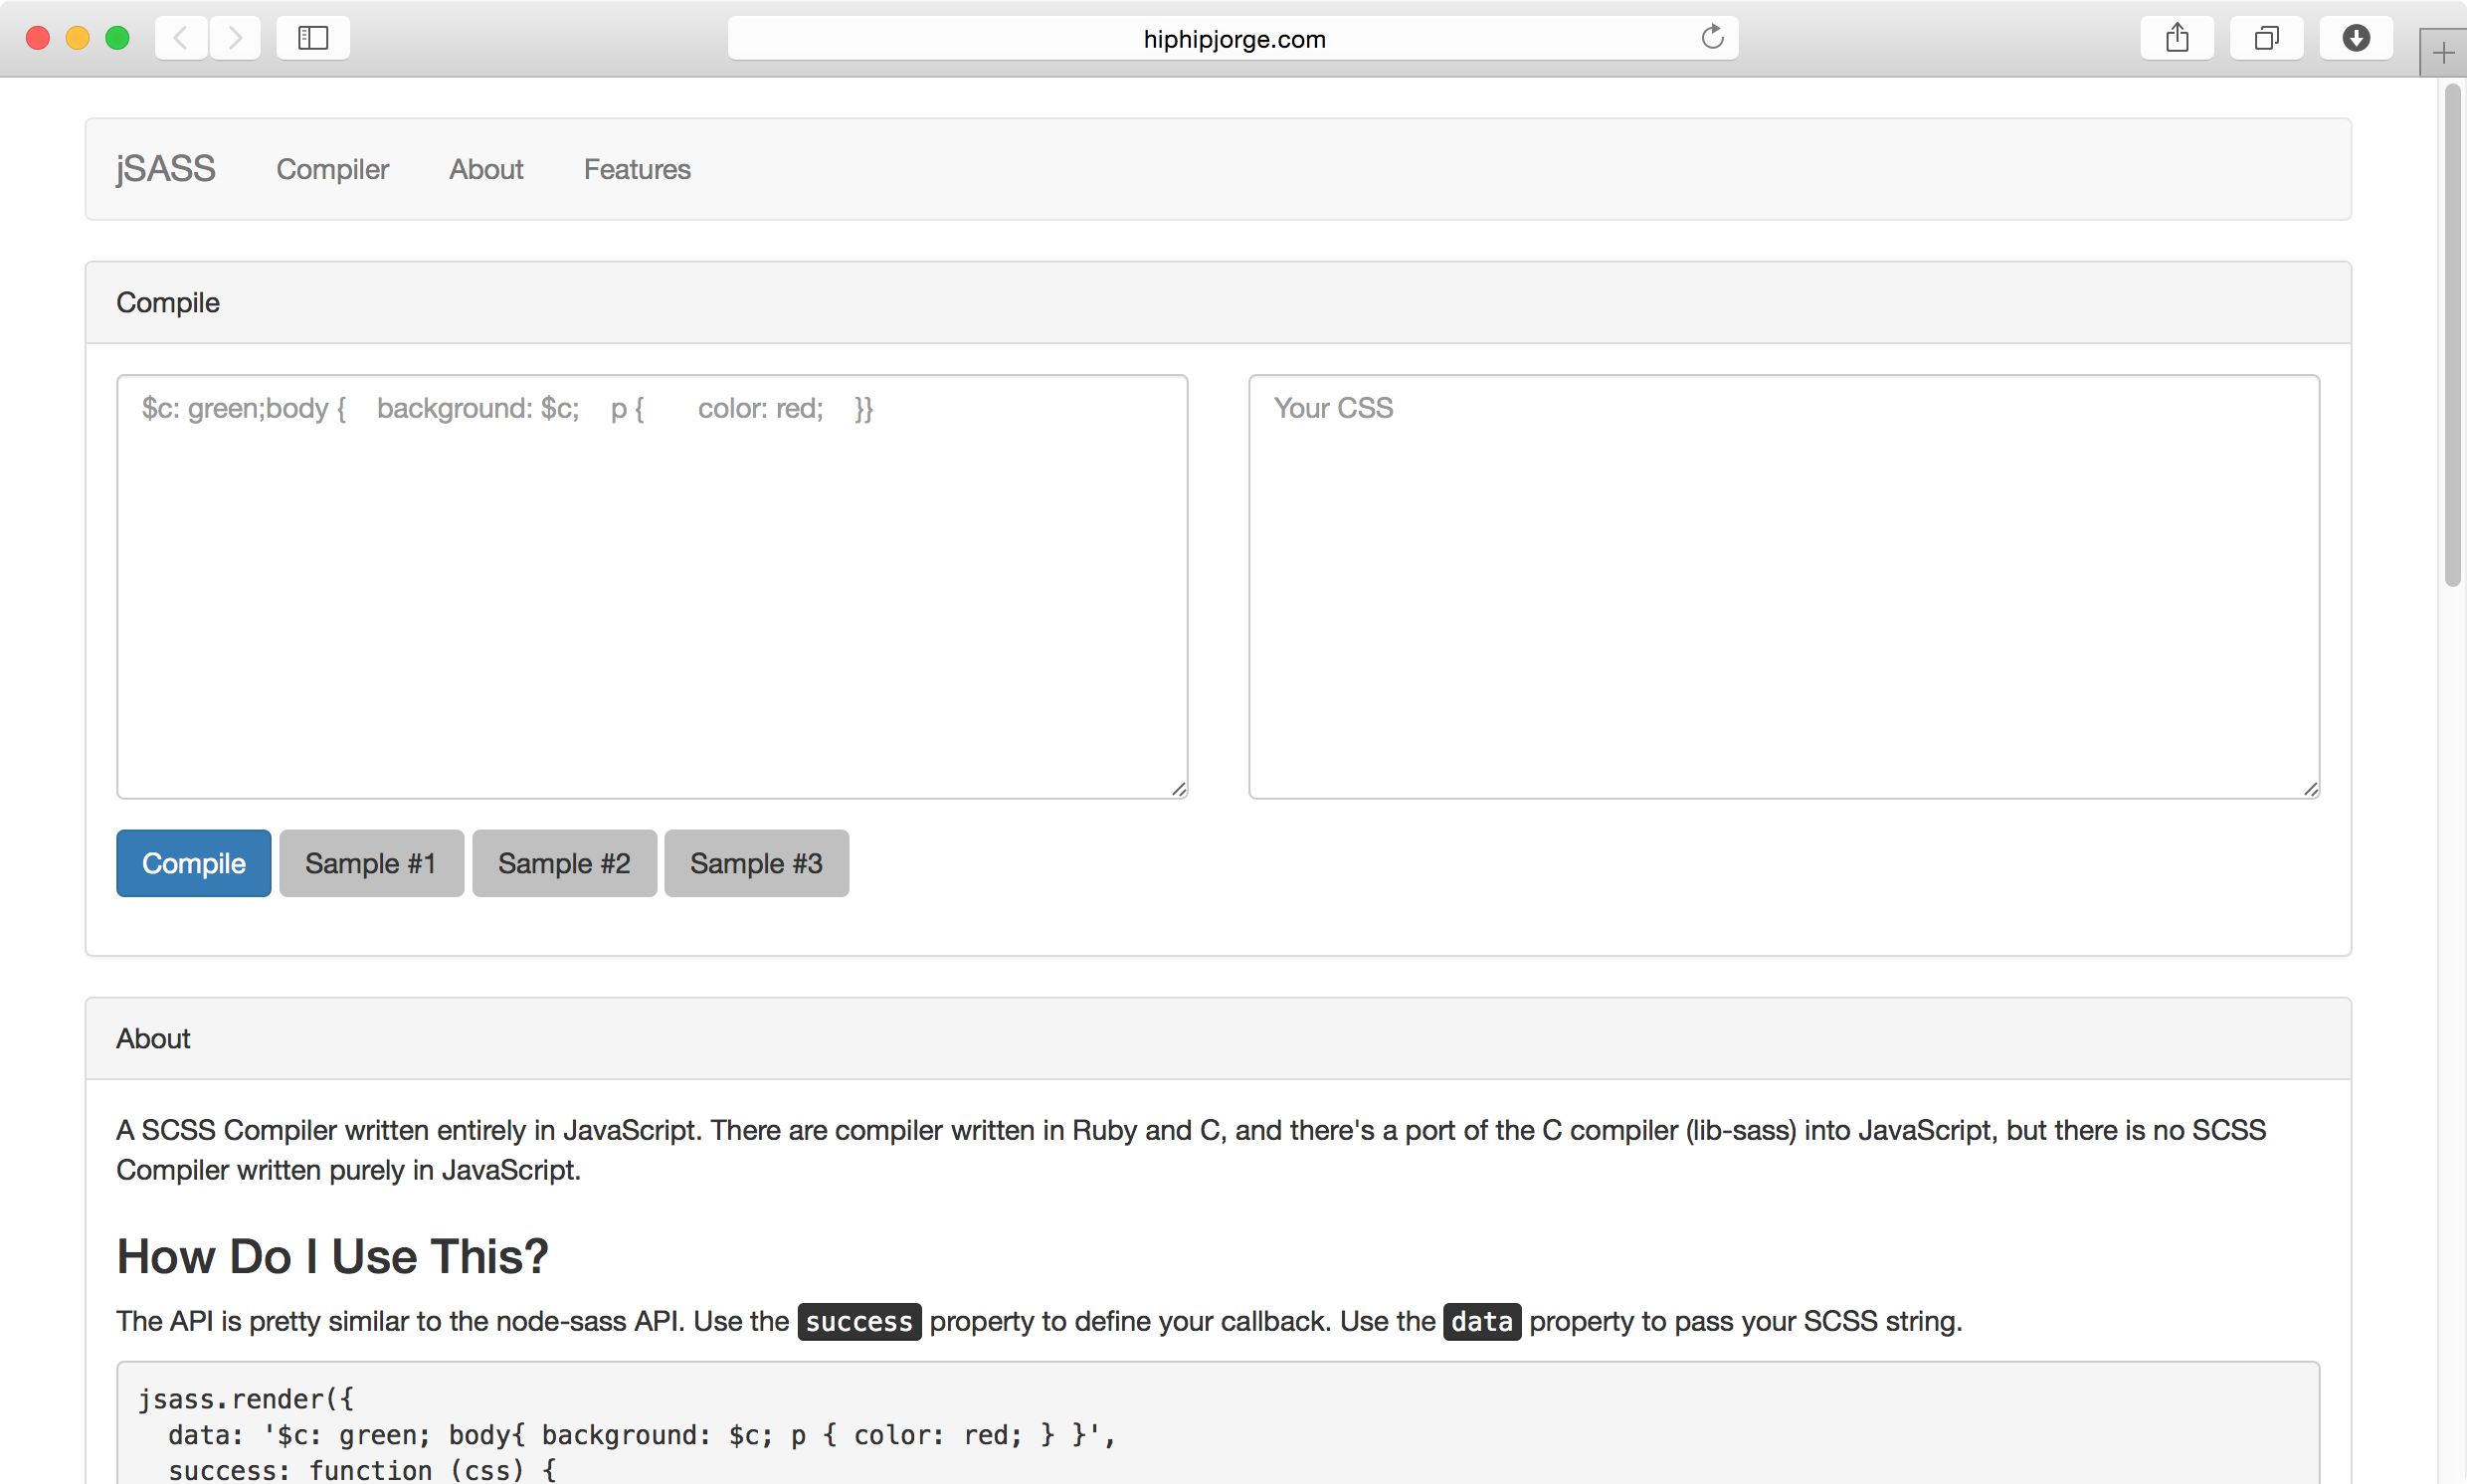 hiphipjorge.com
jSASS Compiler About Features
Compile
$c: green;body {    background: $c;    p {       color: red;    }}
Your CSS
Compile Sample #1 Sample #2 Sample #3
About
A SCSS Compiler written entirely in JavaScript. There are compiler written in Ruby and C, and there's a port of the C compiler (lib-sass) into JavaScript, but there is no SCSS
Compiler written purely in JavaScript.
How Do I Use This?
The API is pretty similar to the node-sass API. Use the success property to define your callback. Use the data property to pass your SCSS string.
jsass.render({
  data: '$c: green; body{ background: $c; p { color: red; } }',
  success: function (css) {